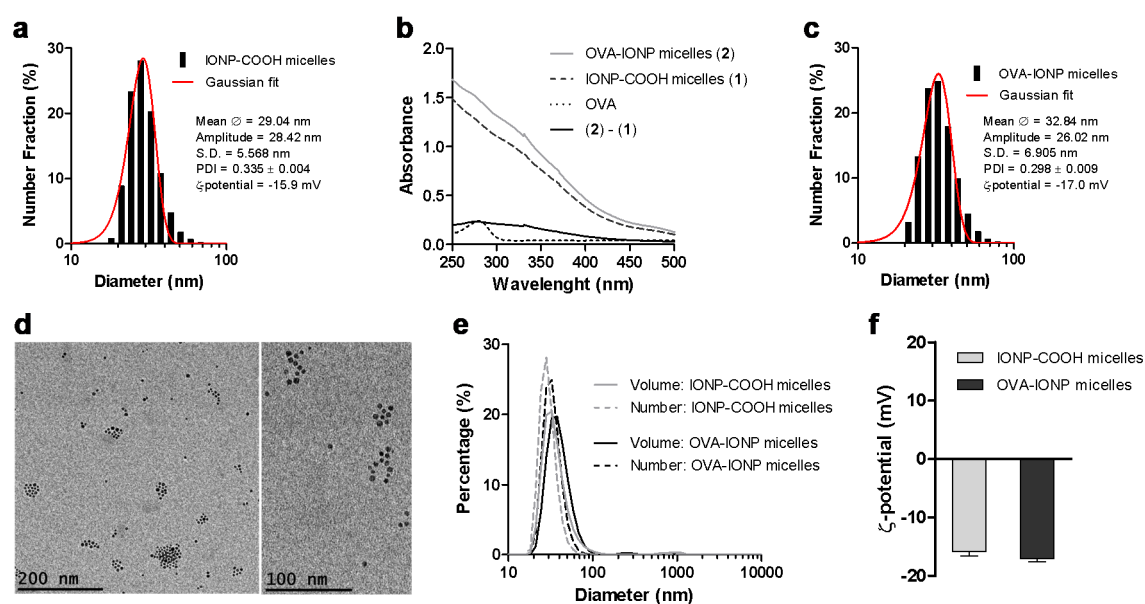 a
30
20
10
0
Number Fraction (%)
10
100
Diameter (nm)
IONP-COOH micelles
Gaussian fit
Mean ∅ = 29.04 nm
Amplitude = 28.42 nm
S.D. = 5.568 nm
PDI = 0.335 ± 0.004
ζ-potential = -15.9 mV
b
2.0
1.5
1.0
0.5
0.0
Absorbance
250
300
350
400
450
500
Wavelenght (nm)
OVA-IONP micelles (2)
IONP-COOH micelles (1)
OVA
(2) - (1)
c
30
20
10
0
Number Fraction (%)
10
100
Diameter (nm)
OVA-IONP micelles
Gaussian fit
Mean ∅ = 32.84 nm
Amplitude = 26.02 nm
S.D. = 6.905 nm
PDI = 0.298 ± 0.009
ζ-potential = -17.0 mV
d
200 nm
100 nm
e
30
20
10
0
Percentage (%)
10
100
1000
10000
Diameter (nm)
Volume: IONP-COOH micelles
Number: IONP-COOH micelles
Volume: OVA-IONP micelles
Number: OVA-IONP micelles
f
20
10
0
-10
-20
ζ-potential (mV)
IONP-COOH micelles
OVA-IONP micelles